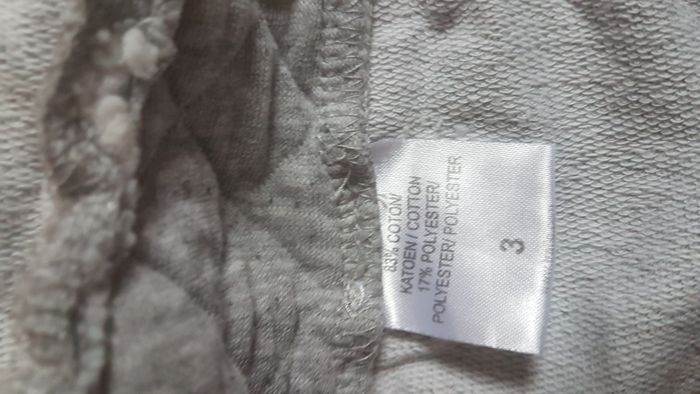 83% COTON/
KATOEN / COTTON
17% POLYESTER/
POLYESTER/ POLYESTER
3